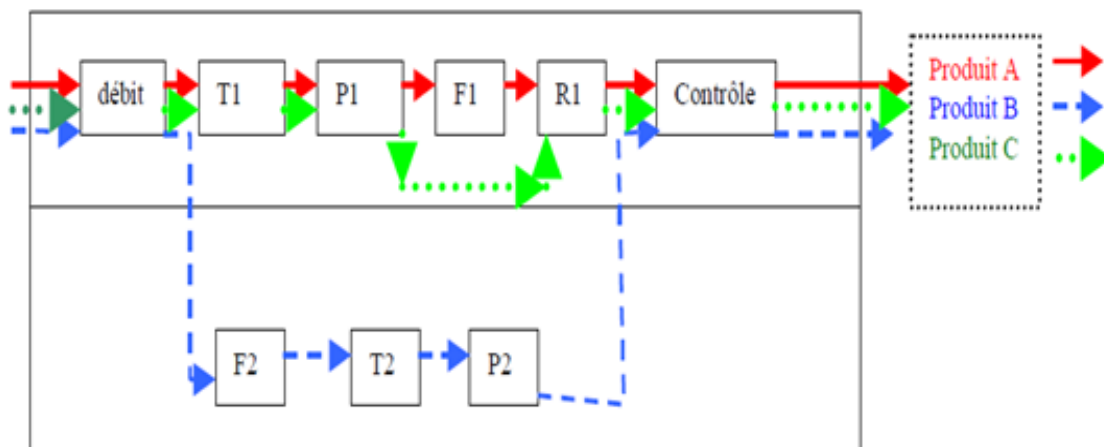 débit
T1
P1
F1
R1
Contrôle
Produit A
Produit B
Produit C
F2
T2
P2